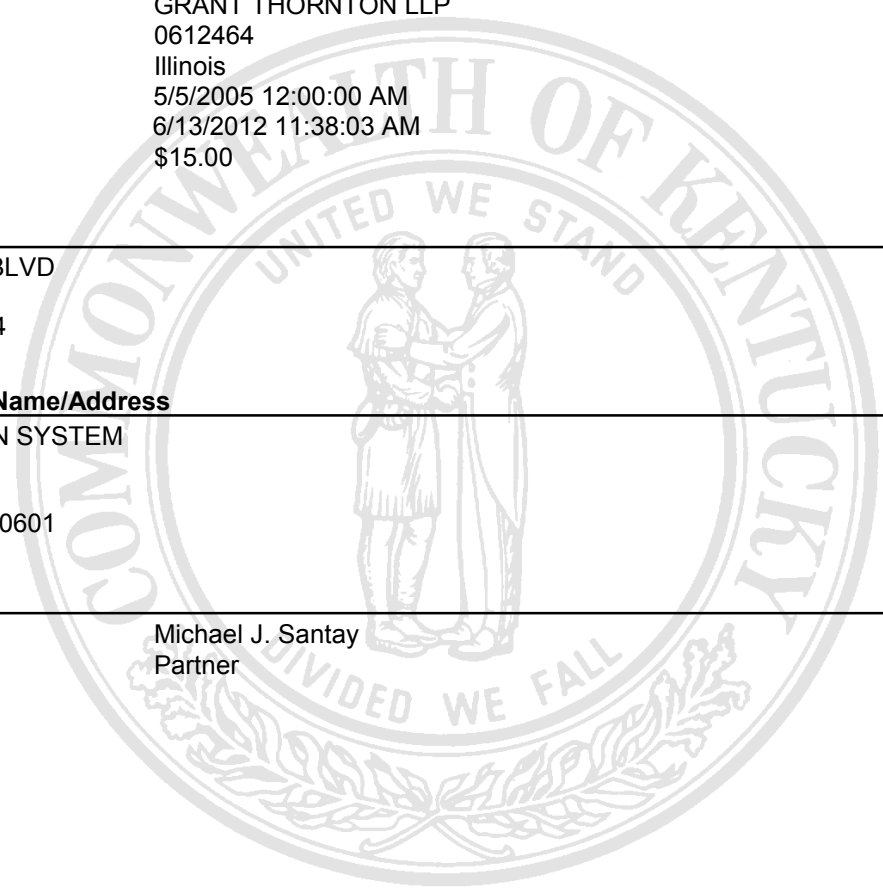 GRANT THORNTON LLP
0612464
Illinois
5/5/2005 12:00:00 AM
6/13/2012 11:38:03 AM
$15.00
BLVD
4
Name/Address
N SYSTEM
0601
Michael J. Santay
Partner
COMMONWEALTH OF KENTUCKY
UNITED WE STAND
DIVIDED WE FALL